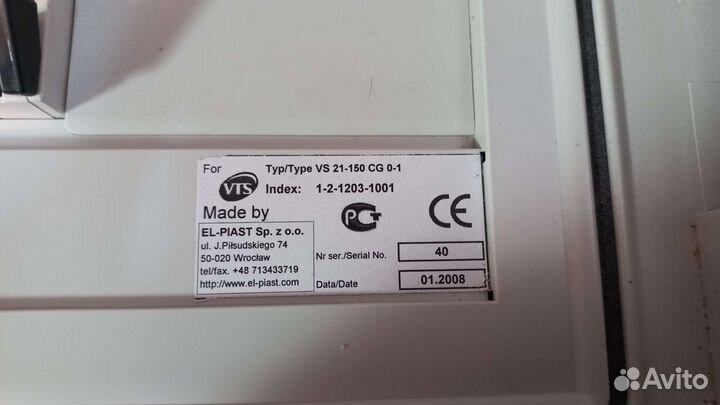 For
Typ/Type VS 21-150 CG 0-1
VTS
Index: 1-2-1203-1001
Made by
EL-PIAST Sp. z o.o.
ul. J.Piłsudskiego 74
50-020 Wrocław
tel/fax. +48 713433719
http://www.el-piast.com
РСТ
CE
Nr ser./Serial No. 40
Data/Date 01.2008
Avito